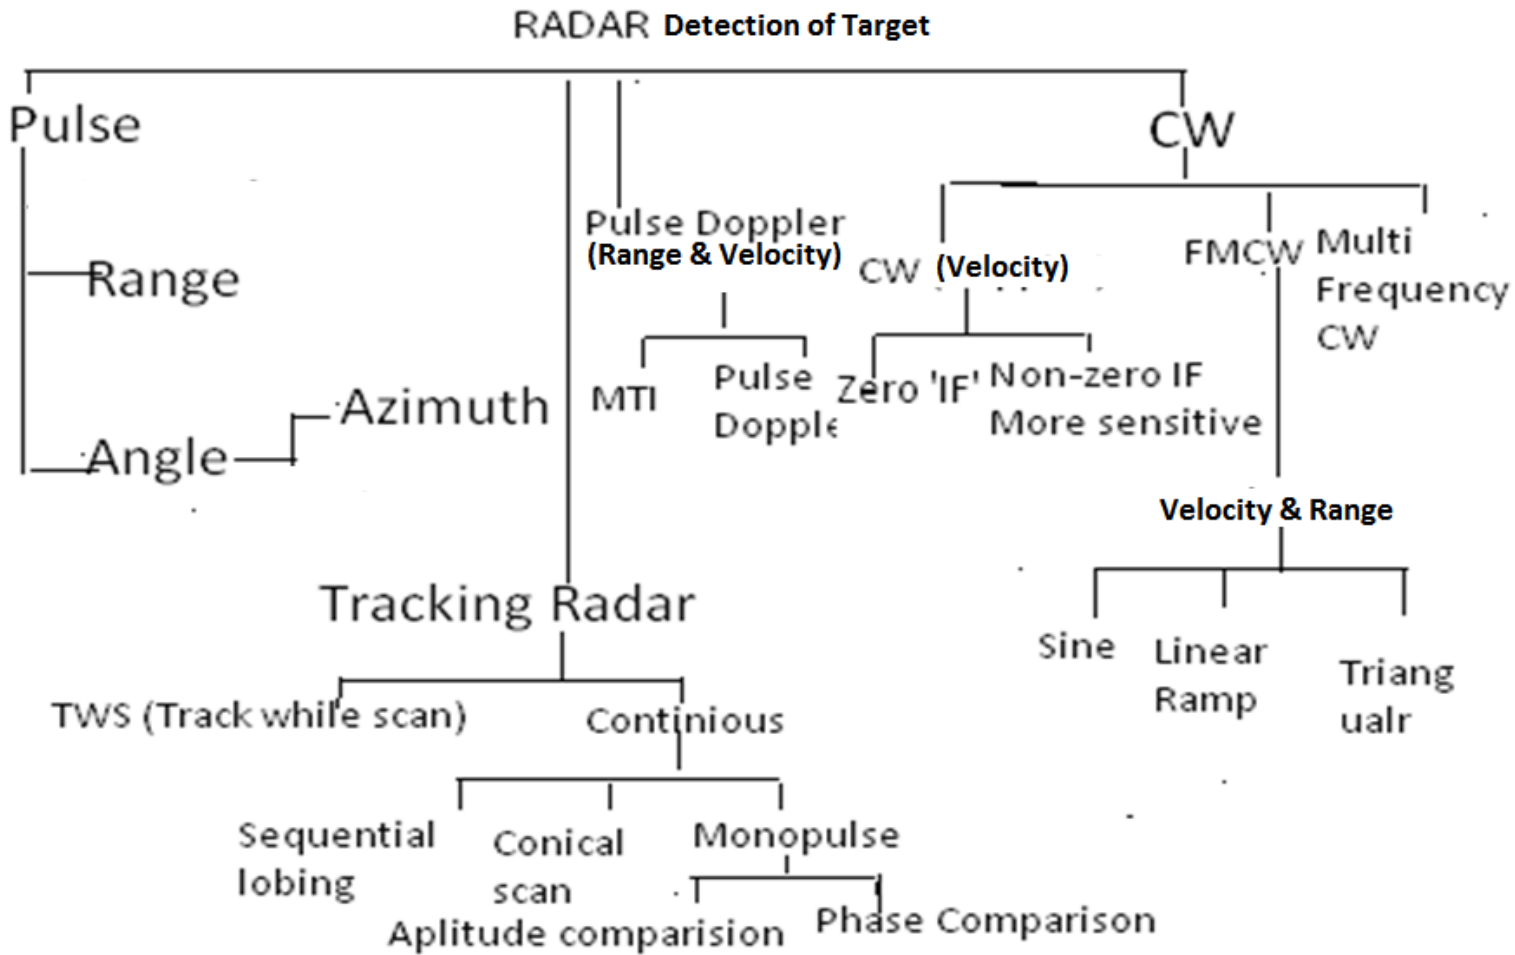 RADAR Detection of Target
Pulse
CW
Range
Angle
Azimuth
Pulse Doppler
(Range & Velocity)
MTI
Pulse
Dopple
CW (Velocity)
Zero 'IF'
Non-zero IF
More sensitive
FMCW
Multi
Frequency
CW
Velocity & Range
Sine
Linear
Ramp
Triang
ualr
Tracking Radar
TWS (Track while scan)
Continious
Sequential
lobing
Conical
scan
Monopulse
Aplitude comparision
Phase Comparison